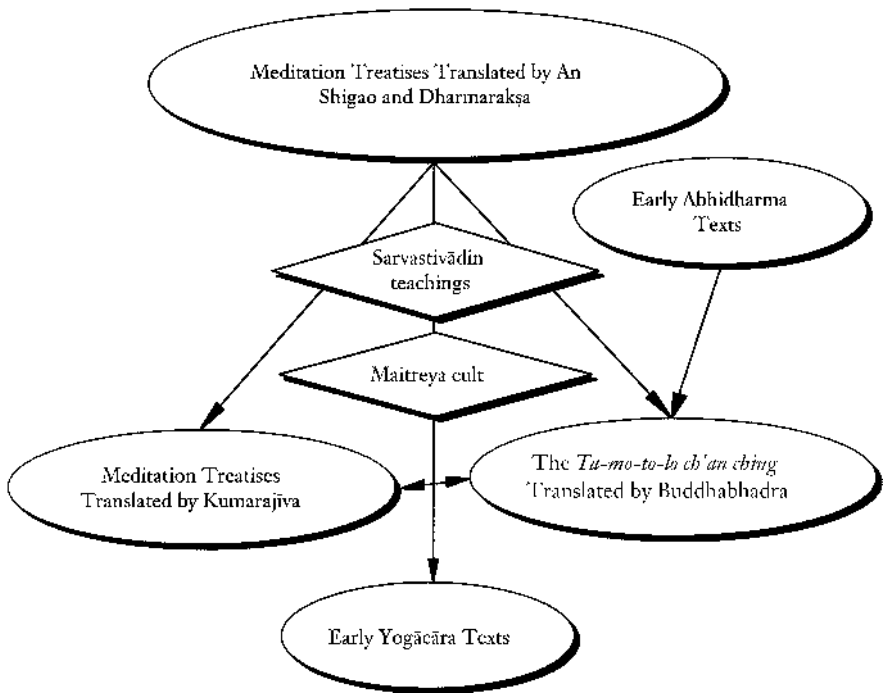 Meditation Treatises Translated by An
Shigao and Dharmarakṣa
Early Abhidharma
Texts
Sarvastivādin
teachings
Maitreya cult
Meditation Treatises
Translated by Kumarajīva
The Ta-mo-to-lo ch'an ching
Translated by Buddhabhadra
Early Yogācāra Texts